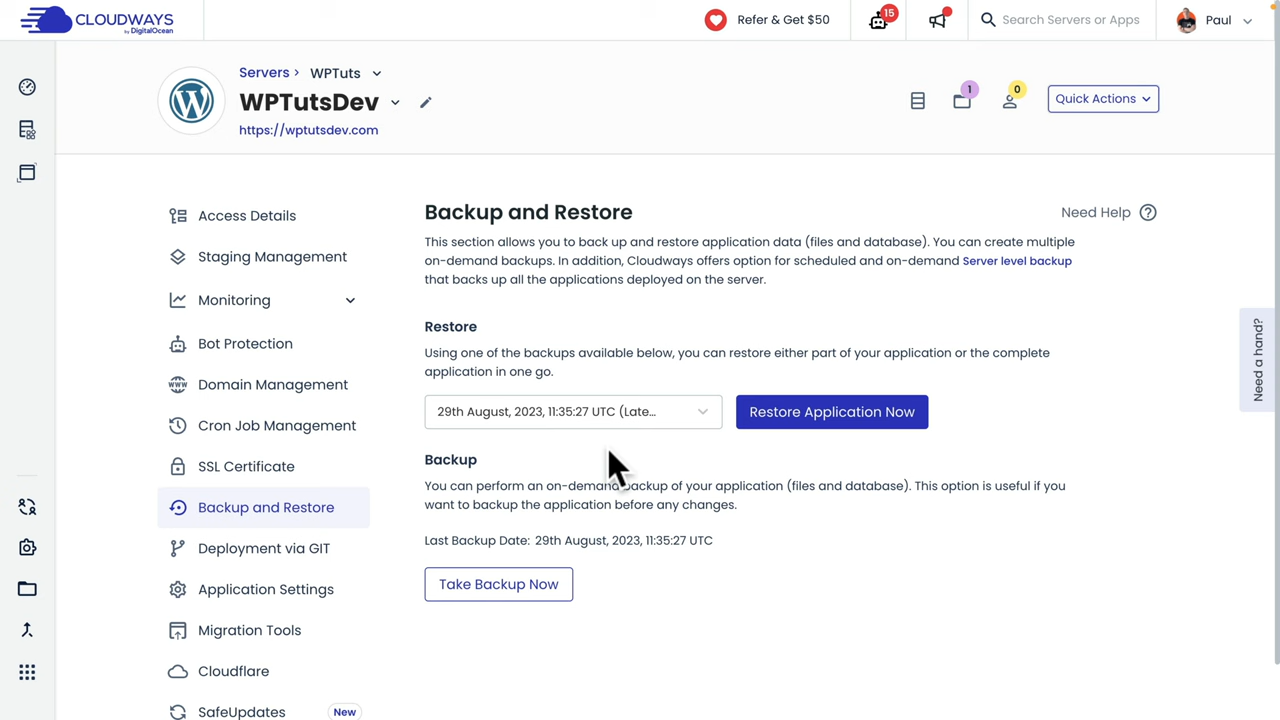 CLOUDWAYS
by DigitalOcean
Refer & Get $50
15
Search Servers or Apps
Paul
Servers > WPTuts
WPTutsDev
https://wptutsdev.com
1
0
Quick Actions
Access Details
Staging Management
Monitoring
Bot Protection
Domain Management
Cron Job Management
SSL Certificate
Backup and Restore
Deployment via GIT
Application Settings
Migration Tools
Cloudflare
SafeUpdates New
Backup and Restore
Need Help
This section allows you to back up and restore application data (files and database). You can create multiple
on-demand backups. In addition, Cloudways offers option for scheduled and on-demand Server level backup
that backs up all the applications deployed on the server.
Restore
Using one of the backups available below, you can restore either part of your application or the complete
application in one go.
29th August, 2023, 11:35:27 UTC (Late...
Restore Application Now
Backup
You can perform an on-demand backup of your application (files and database). This option is useful if you
want to backup the application before any changes.
Last Backup Date: 29th August, 2023, 11:35:27 UTC
Take Backup Now
Need a hand?